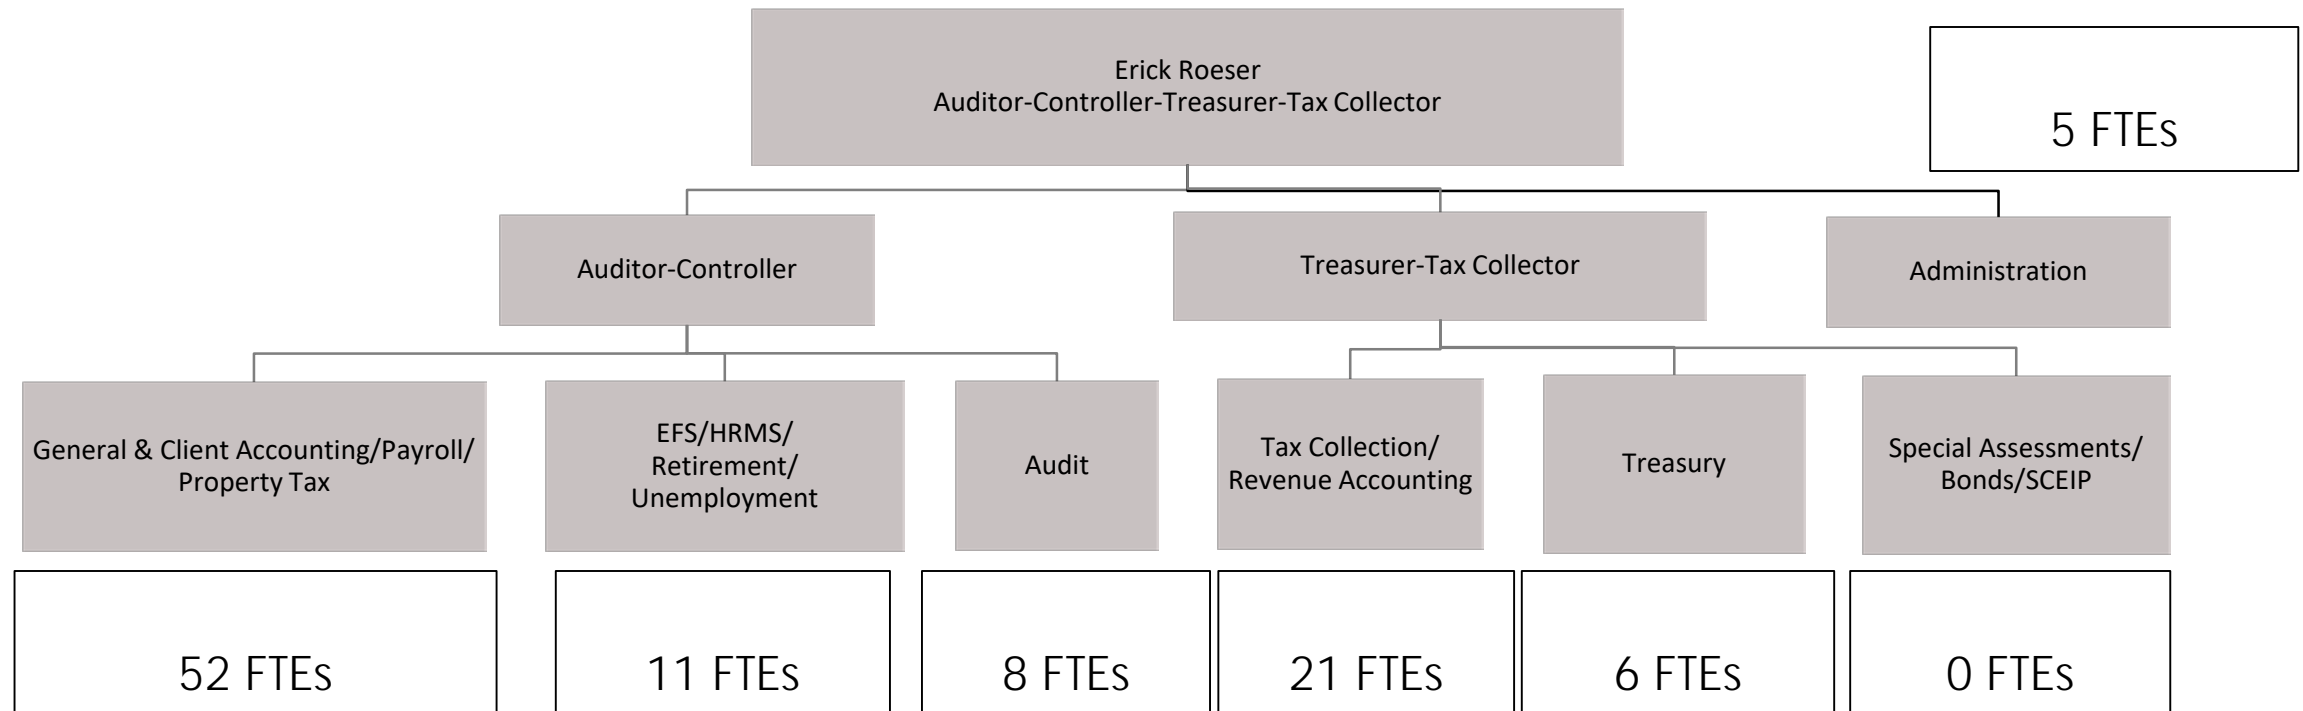 Erick Roeser
Auditor-Controller-Treasurer-Tax Collector
5 FTEs
Auditor-Controller
Treasurer-Tax Collector
Administration
General & Client Accounting/Payroll/
Property Tax
EFS/HRMS/
Retirement/
Unemployment
Audit
Tax Collection/
Revenue Accounting
Treasury
Special Assessments/
Bonds/SCEIP
52 FTEs
11 FTEs
8 FTEs
21 FTEs
6 FTEs
0 FTEs